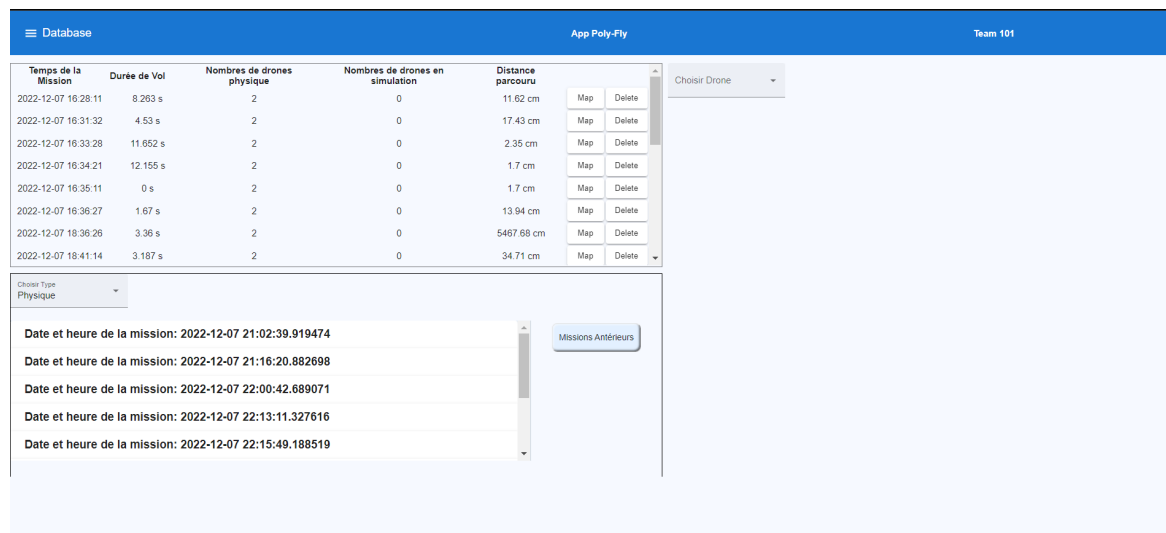 Database App Poly-Fly Team 101
Temps de la Mission Durée de Vol Nombres de drones physique Nombres de drones en simulation Distance parcouru
2022-12-07 16:28:11 8.263 s 2 0 11.62 cm Map Delete
2022-12-07 16:31:32 4.53 s 2 0 17.43 cm Map Delete
2022-12-07 16:33:28 11.652 s 2 0 2.35 cm Map Delete
2022-12-07 16:34:21 12.155 s 2 0 1.7 cm Map Delete
2022-12-07 16:35:11 0 s 2 0 1.7 cm Map Delete
2022-12-07 16:36:27 1.67 s 2 0 13.94 cm Map Delete
2022-12-07 18:36:26 3.36 s 2 0 5467.68 cm Map Delete
2022-12-07 18:41:14 3.187 s 2 0 34.71 cm Map Delete
Choisir Drone
Choisir Type
Physique
Date et heure de la mission: 2022-12-07 21:02:39.919474
Date et heure de la mission: 2022-12-07 21:16:20.882698
Date et heure de la mission: 2022-12-07 22:00:42.689071
Date et heure de la mission: 2022-12-07 22:13:11.327616
Date et heure de la mission: 2022-12-07 22:15:49.188519
Missions Antérieurs